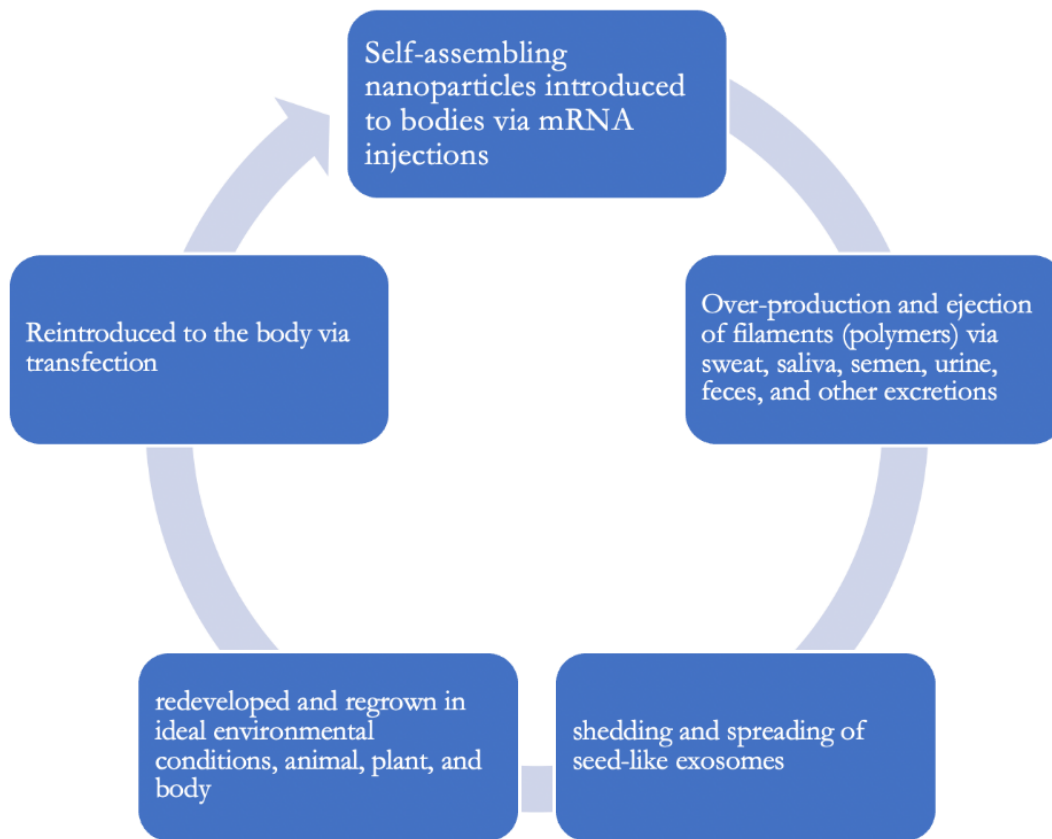 Self-assembling
nanoparticles introduced
to bodies via mRNA
injections
Over-production and ejection
of filaments (polymers) via
sweat, saliva, semen, urine,
feces, and other excretions
shedding and spreading of
seed-like exosomes
redeveloped and regrown in
ideal environmental
conditions, animal, plant, and
body
Reintroduced to the body via
transfection